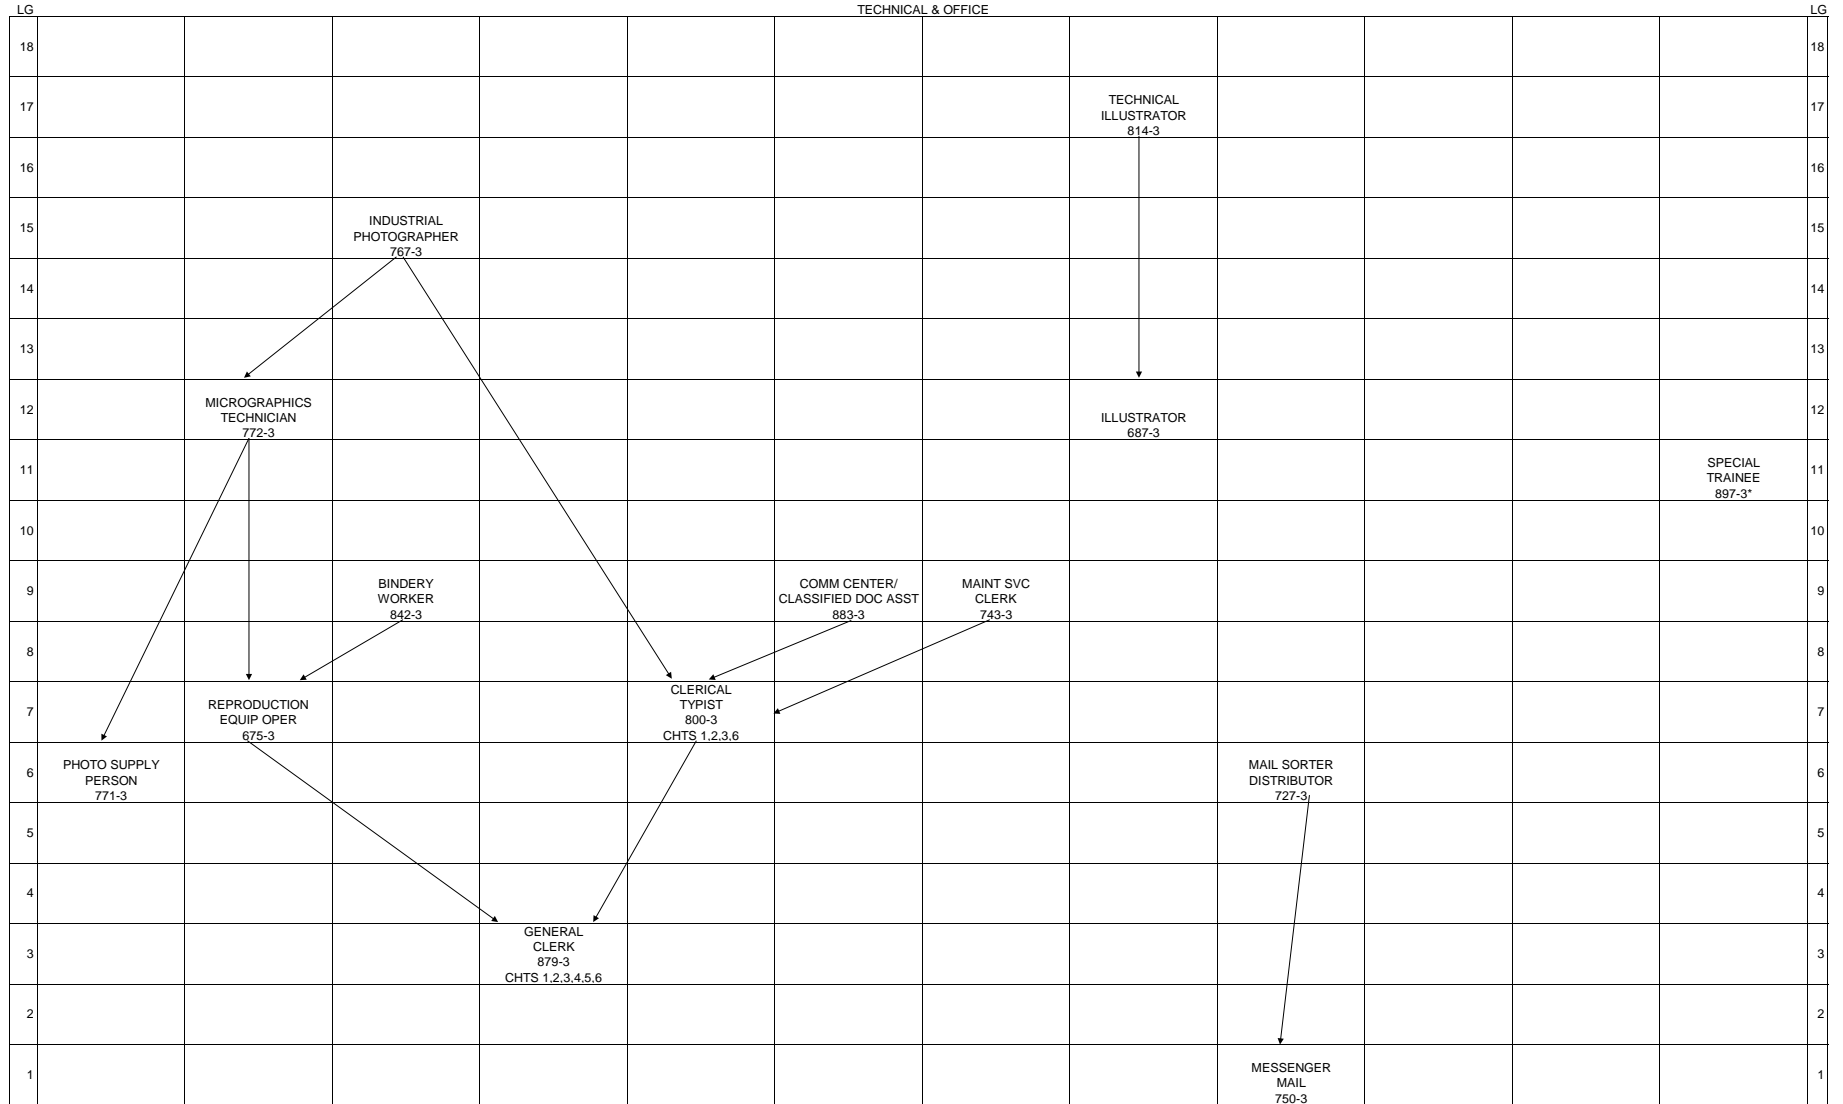 LG TECHNICAL & OFFICE LG
18 18
17 TECHNICAL 17
ILLUSTRATOR
814-3
16 16
15 INDUSTRIAL 15
PHOTOGRAPHER
767-3
14 14
13 13
12 MICROGRAPHICS 12
TECHNICIAN
772-3
ILLUSTRATOR
687-3
11 SPECIAL 11
TRAINEE
897-3*
10 10
9 BINDERY 9
WORKER
842-3
COMM CENTER/
CLASSIFIED DOC ASST
883-3
MAINT SVC
CLERK
743-3
8 8
7 REPRODUCTION 7
EQUIP OPER
675-3
CLERICAL
TYPIST
800-3
CHTS 1,2,3,6
6 PHOTO SUPPLY 6
PERSON
771-3
MAIL SORTER
DISTRIBUTOR
727-3
5 5
4 4
3 GENERAL 3
CLERK
879-3
CHTS 1,2,3,4,5,6
2 2
1 MESSENGER 1
MAIL
750-3